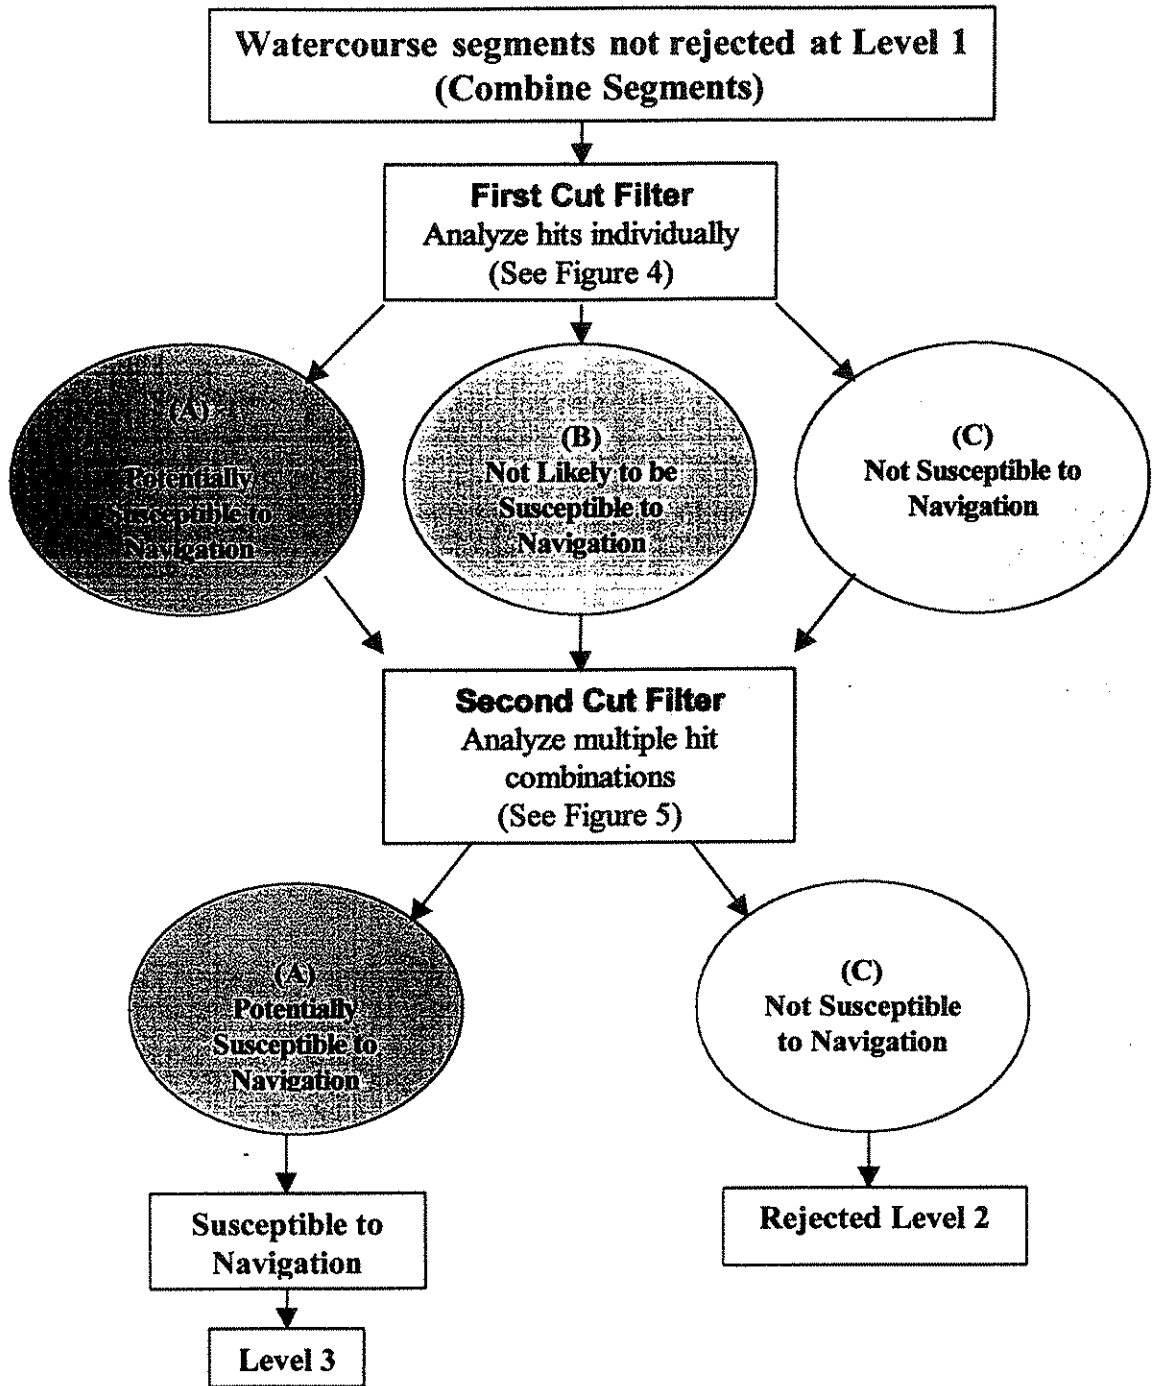 Watercourse segments not rejected at Level 1
(Combine Segments)
First Cut Filter
Analyze hits individually
(See Figure 4)
(A)
Potentially
Susceptible to
Navigation
(B)
Not Likely to be
Susceptible to
Navigation
(C)
Not Susceptible to
Navigation
Second Cut Filter
Analyze multiple hit
combinations
(See Figure 5)
(A)
Potentially
Susceptible to
Navigation
(C)
Not Susceptible
to Navigation
Susceptible to
Navigation
Rejected Level 2
Level 3